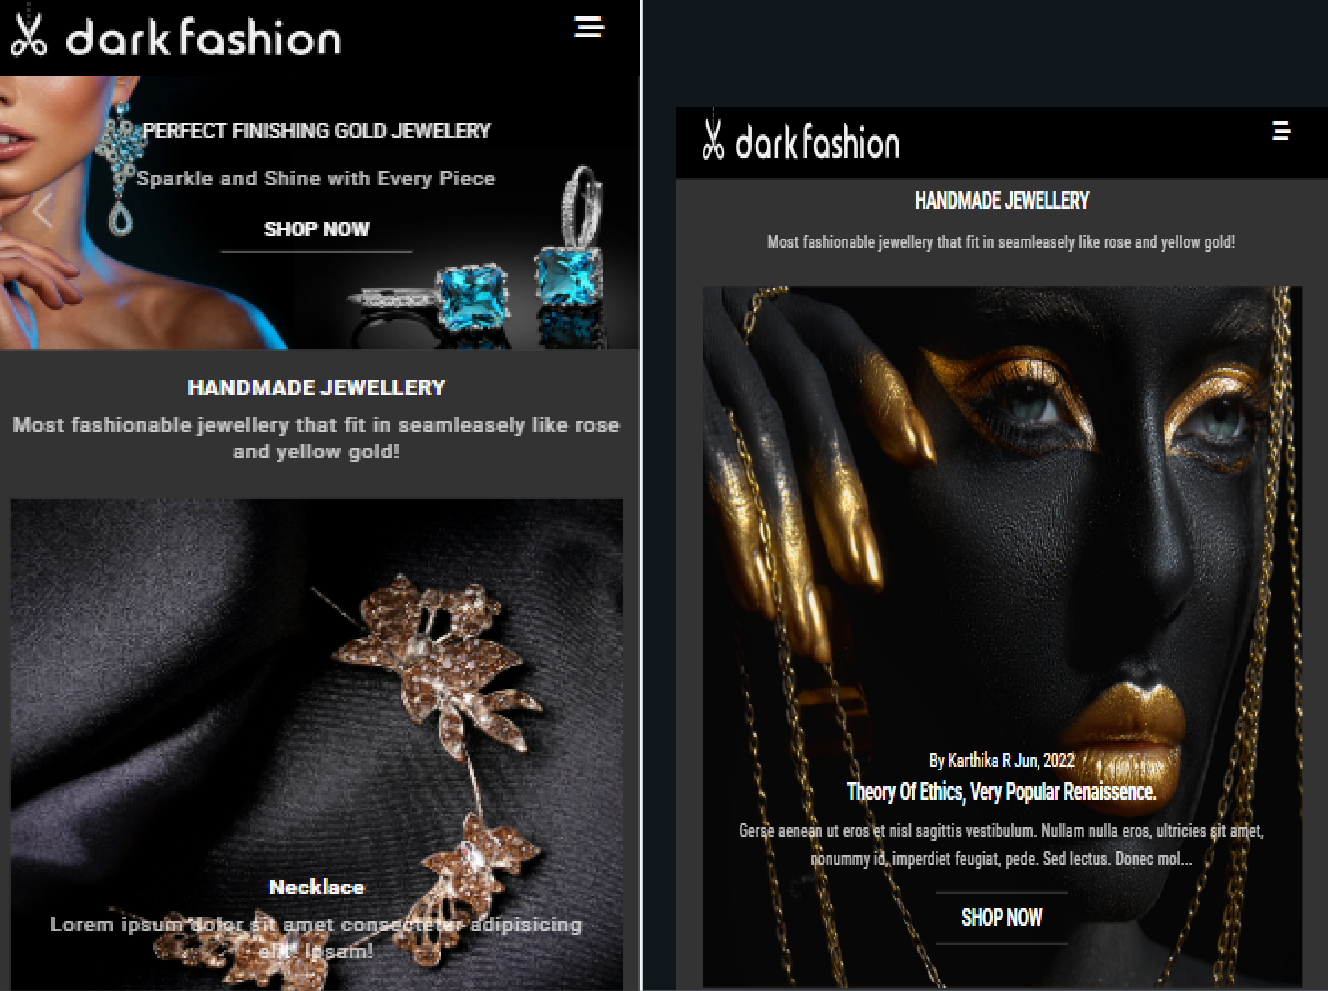 dark fashion
PERFECT FINISHING GOLD JEWELERY
Sparkle and Shine with Every Piece
SHOP NOW
HANDMADE JEWELLERY
Most fashionable jewellery that fit in seamleasely like rose
and yellow gold!
Necklace
Lorem ipsum dolor sit amet consectetur adipisicing
elit. Ipsam!
dark fashion
HANDMADE JEWELLERY
Most fashionable jewellery that fit in seamleasely like rose and yellow gold!
By Karthika R Jun, 2022
Theory Of Ethics, Very Popular Renaissence.
Gerse aenean ut eros et nisl sagittis vestibulum. Nullam nulla eros, ultricies sit amet,
nonummy id, imperdiet feugiat, pede. Sed lectus. Donec mol...
SHOP NOW